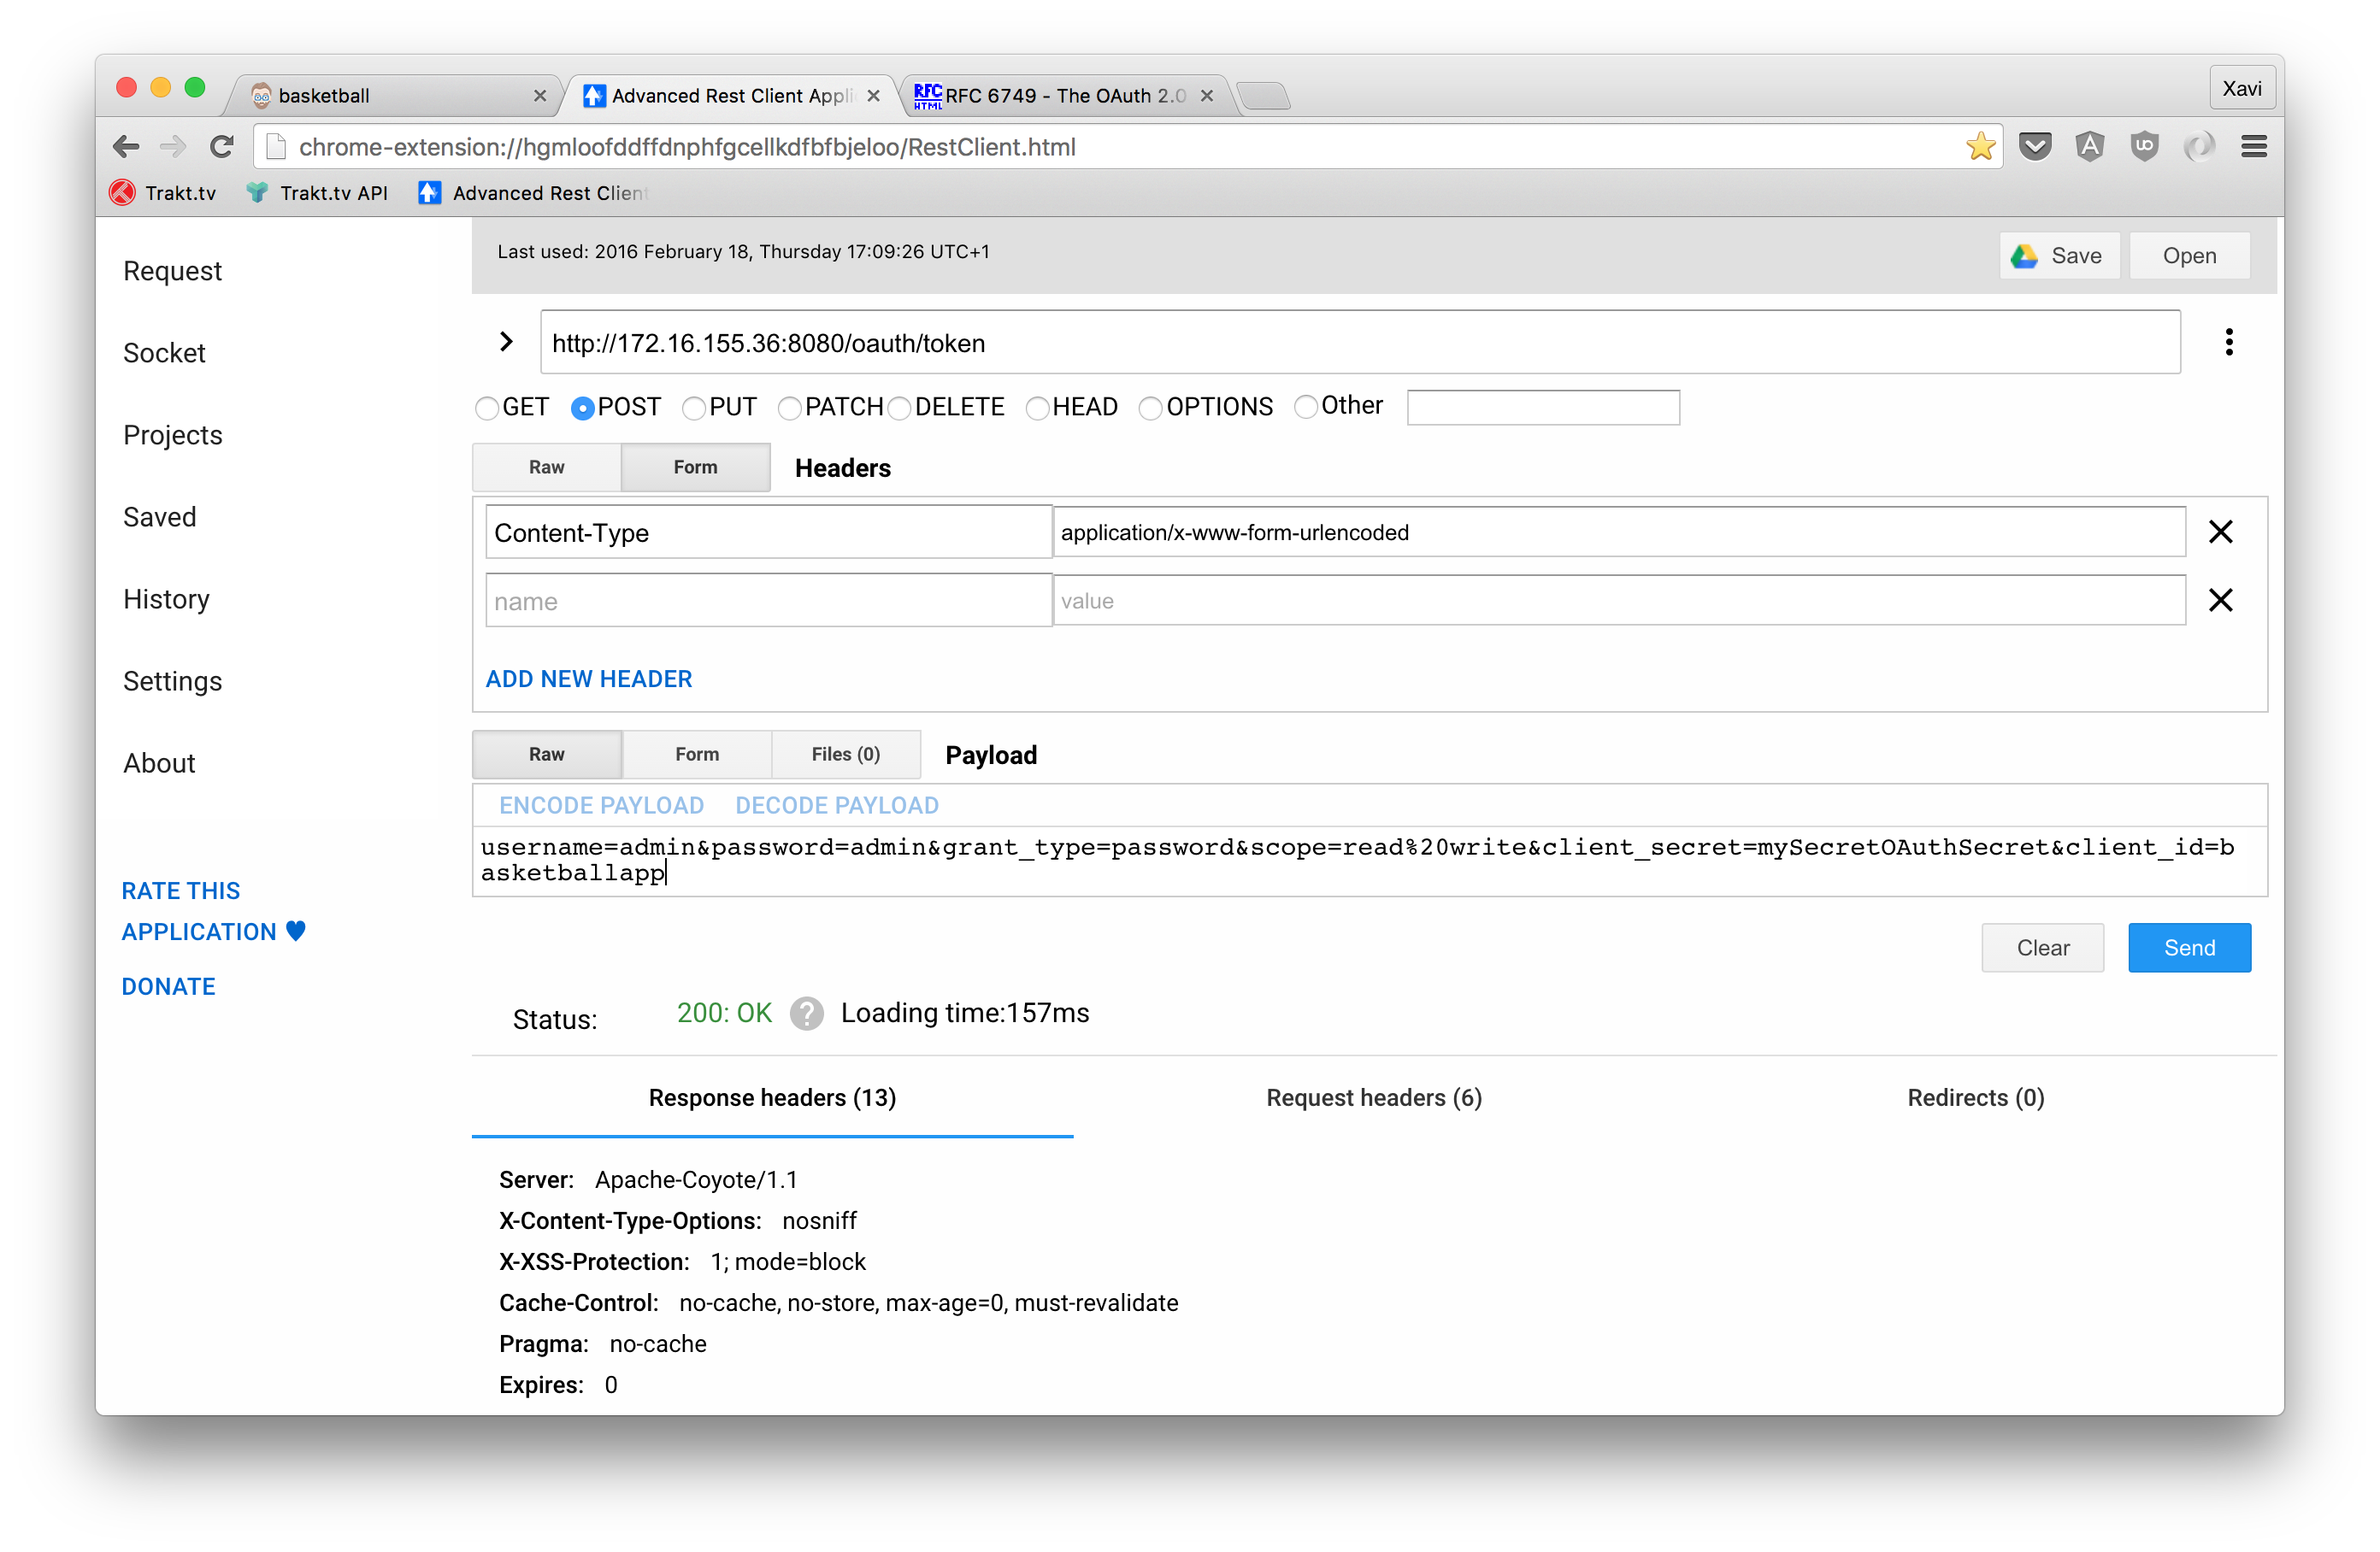 basketball
Advanced Rest Client Appli
RFC HTML RFC 6749 - The OAuth 2.0
Xavi
chrome-extension://hgmloofddffdnphfgcellkdfbfbjeloo/RestClient.html
Trakt.tv Trakt.tv API Advanced Rest Client
Request
Socket
Projects
Saved
History
Settings
About
RATE THIS
APPLICATION
DONATE
Last used: 2016 February 18, Thursday 17:09:26 UTC+1
Save Open
http://172.16.155.36:8080/oauth/token
GET POST PUT PATCH DELETE HEAD OPTIONS Other
Raw Form Headers
Content-Type application/x-www-form-urlencoded
name value
ADD NEW HEADER
Raw Form Files (0) Payload
ENCODE PAYLOAD DECODE PAYLOAD
username=admin&password=admin&grant_type=password&scope=read%20write&client_secret=mySecretOAuthSecret&client_id=b
asketballapp
Clear Send
Status: 200: OK ? Loading time:157ms
Response headers (13) Request headers (6) Redirects (0)
Server: Apache-Coyote/1.1
X-Content-Type-Options: nosniff
X-XSS-Protection: 1; mode=block
Cache-Control: no-cache, no-store, max-age=0, must-revalidate
Pragma: no-cache
Expires: 0